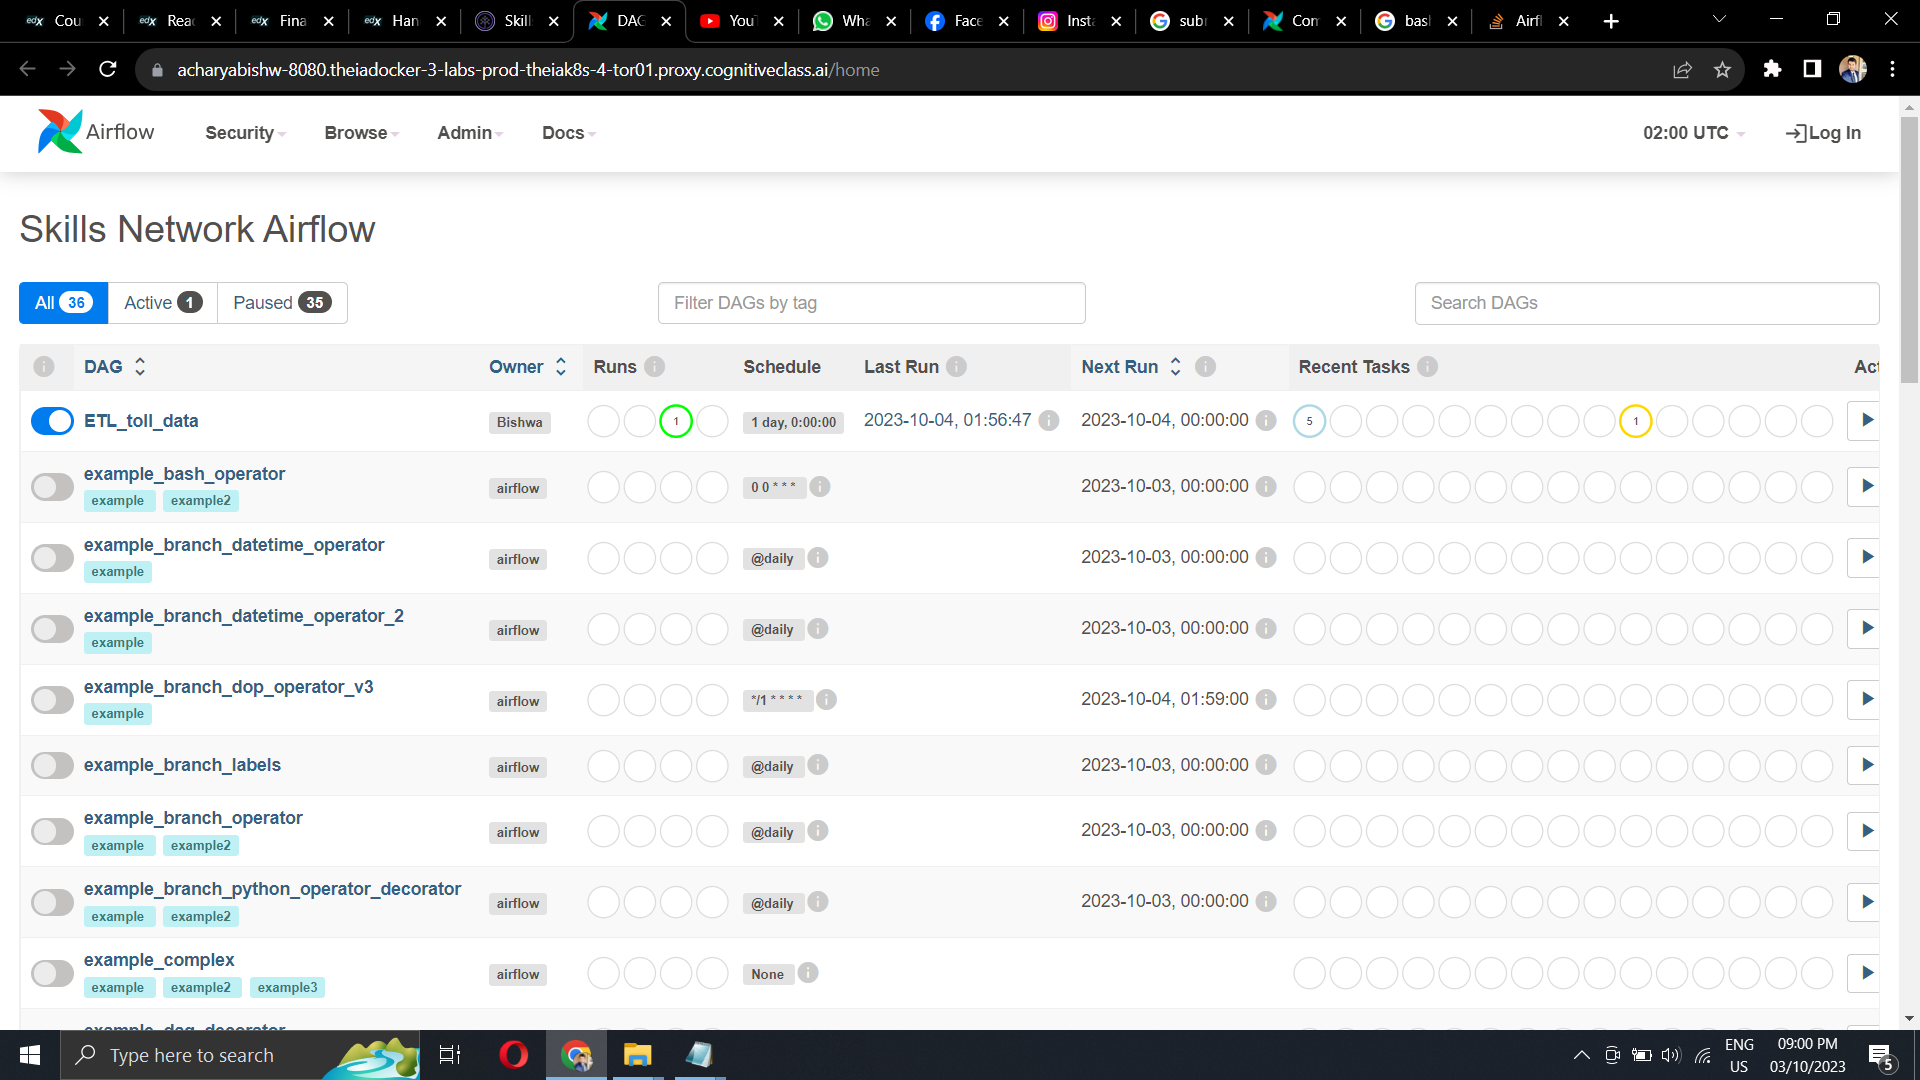 edX Cou
edX Read
edX Fina
edX Han
Skill
DAG
YouT
Wha
Face
Insta
subr
Con
bash
Airfl
acharyabishw-8080.theiadocker-3-labs-prod-theiak8s-4-tor01.proxy.cognitiveclass.ai/home
Airflow Security Browse Admin Docs 02:00 UTC Log In
Skills Network Airflow
All 36 Active 1 Paused 35 Filter DAGs by tag Search DAGs
i DAG Owner Runs i Schedule Last Run i Next Run i Recent Tasks i Act
ETL_toll_data Bishwa 1 1 day, 0:00:00 2023-10-04, 01:56:47 i 2023-10-04, 00:00:00 i 5 1
example_bash_operator airflow 0 0 * * * i 2023-10-03, 00:00:00 i
example example2
example_branch_datetime_operator airflow @daily i 2023-10-03, 00:00:00 i
example
example_branch_datetime_operator_2 airflow @daily i 2023-10-03, 00:00:00 i
example
example_branch_dop_operator_v3 airflow */1 * * * * i 2023-10-04, 01:59:00 i
example
example_branch_labels airflow @daily i 2023-10-03, 00:00:00 i
example_branch_operator airflow @daily i 2023-10-03, 00:00:00 i
example example2
example_branch_python_operator_decorator airflow @daily i 2023-10-03, 00:00:00 i
example example2
example_complex airflow None i
example example2 example3
example_dag_decorator
Type here to search
ENG
US
09:00 PM
03/10/2023
5